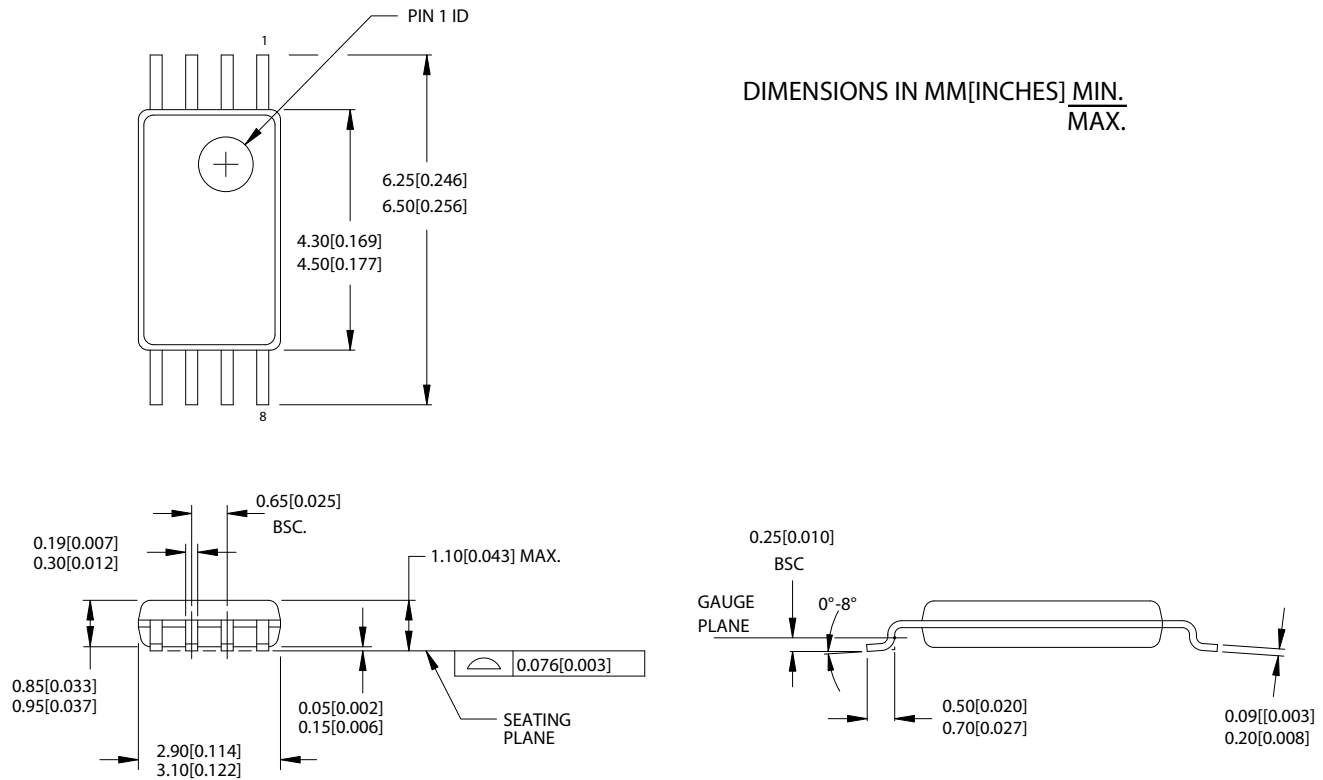 PIN 1 ID
1
DIMENSIONS IN MM[INCHES] MIN.
MAX.
6.25[0.246]
6.50[0.256]
4.30[0.169]
4.50[0.177]
8
0.65[0.025]
BSC.
0.19[0.007]
0.30[0.012]
1.10[0.043] MAX.
0.25[0.010]
BSC
GAUGE
PLANE
0°-8°
0.076[0.003]
0.85[0.033]
0.95[0.037]
0.05[0.002]
0.15[0.006]
SEATING
PLANE
2.90[0.114]
3.10[0.122]
0.50[0.020]
0.70[0.027]
0.09[[0.003]
0.20[0.008]